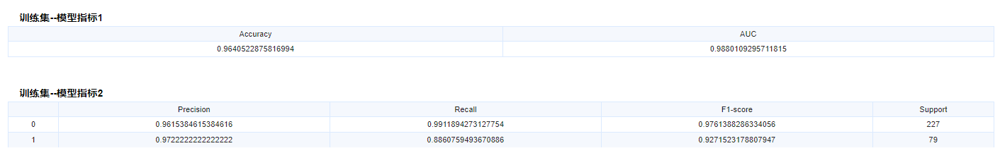 训练集--模型指标1
Accuracy AUC
0.9640522875816994 0.9880109295711815
训练集--模型指标2
Precision Recall F1-score Support
0 0.9615384615384616 0.9911894273127754 0.9761388286334056 227
1 0.9722222222222222 0.8860759493670886 0.9271523178807947 79